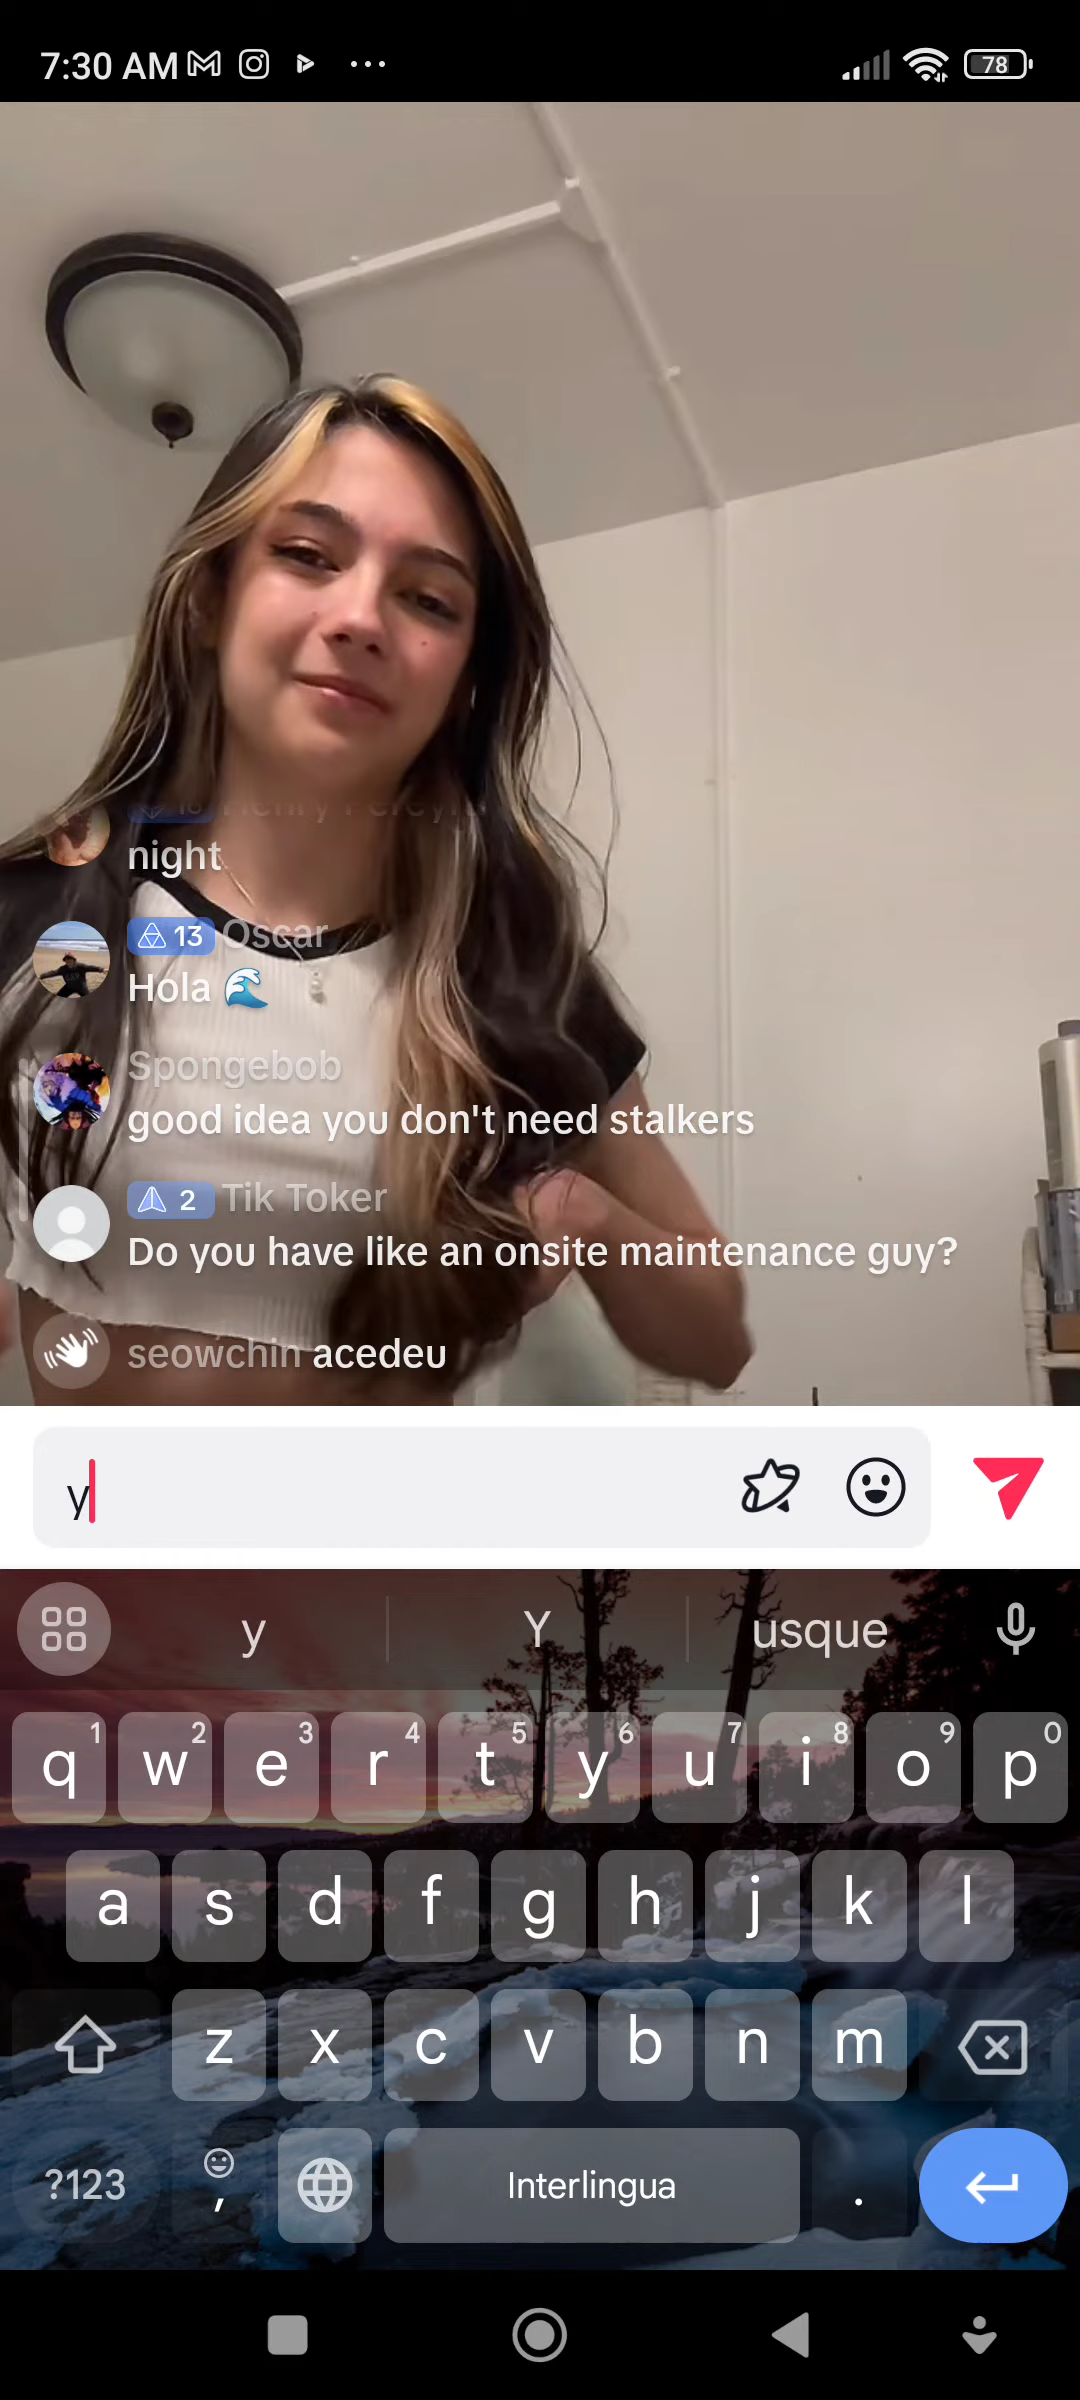 7:30 AM
78
night
13 Oscar
Hola
Spongebob
good idea you don't need stalkers
2 Tik Toker
Do you have like an onsite maintenance guy?
seowchin acedeu
y
y Y usque
q 1 w 2 e 3 r 4 t 5 y 6 u 7 i 8 o 9 p 0
a s d f g h j k l
z x c v b n m
?123 , Interlingua .